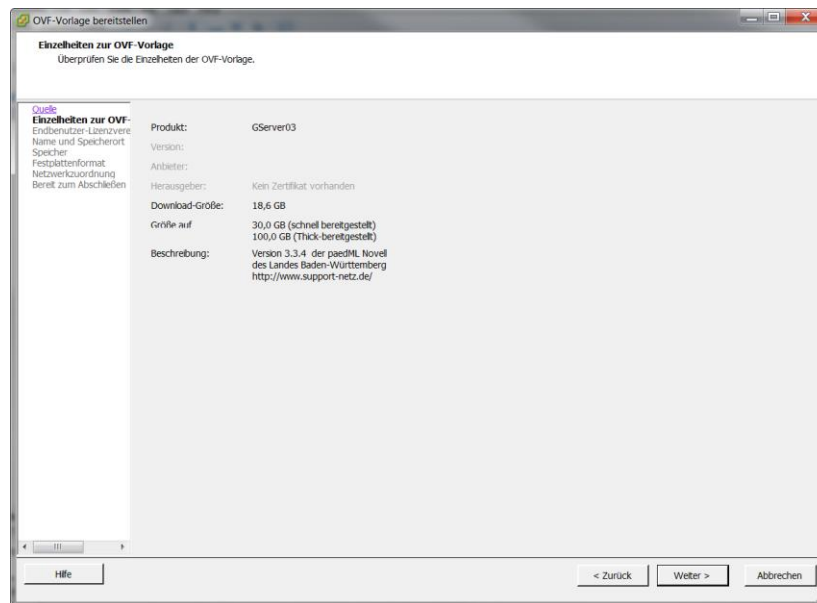 OVF-Vorlage bereitstellen
Einzelheiten zur OVF-Vorlage
Überprüfen Sie die Einzelheiten der OVF-Vorlage.
Quelle
Einzelheiten zur OVF-
Endbenutzer-Lizenzvere
Name und Speicherort
Speicher
Festplattenformat
Netzwerkzuordnung
Bereit zum Abschließen
Produkt: GServer03
Version:
Anbieter:
Herausgeber: Kein Zertifikat vorhanden
Download-Größe: 18,6 GB
Größe auf 30,0 GB (schnell bereitgestellt)
100,0 GB (Thick-bereitgestellt)
Beschreibung: Version 3.3.4 der paedML Novell
des Landes Baden-Württemberg
http://www.support-netz.de/
Hilfe
< Zurück
Weiter >
Abbrechen